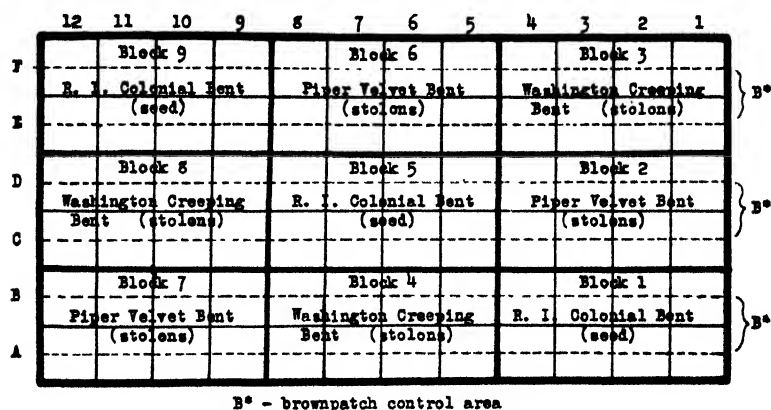 12 11 10 9 8 7 6 5 4 3 2 1
F Block 9 Block 6 Block 3
R. I. Colonial Bent Piper Velvet Bent Washington Creeping B*
(seed) (stolons) Bent (stolons)
E
D Block 8 Block 5 Block 2
Washington Creeping R. I. Colonial Bent Piper Velvet Bent B*
Bent (stolons) (seed) (stolons)
C
B Block 7 Block 4 Block 1
Piper Velvet Bent Washington Creeping R. I. Colonial Bent B*
(stolons) Bent (stolons) (seed)
A
B* - brownpatch control area